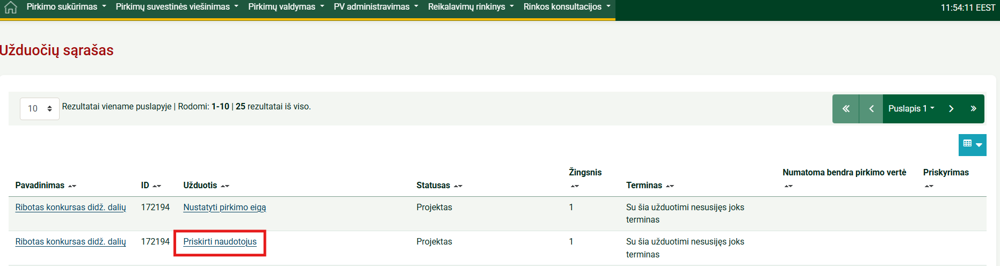 Pirkimo sukūrimas Pirkimų suvestinės viešinimas Pirkimų valdymas PV administravimas Reikalavimų rinkinys Rinkos konsultacijos 11:54:11 EEST
Užduočių sąrašas
10 Rezultatai viename puslapyje | Rodomi: 1-10 | 25 rezultatai iš viso. Puslapis 1
Pavadinimas ID Užduotis Statusas Žingsnis Terminas Numatoma bendra pirkimo vertė Priskyrimas
Ribotas konkursas didž. dalių 172194 Nustatyti pirkimo eigą Projektas 1 Su šia užduotimi nesusijęs joks
terminas
Ribotas konkursas didž. dalių 172194 Priskirti naudotojus Projektas 1 Su šia užduotimi nesusijęs joks
terminas